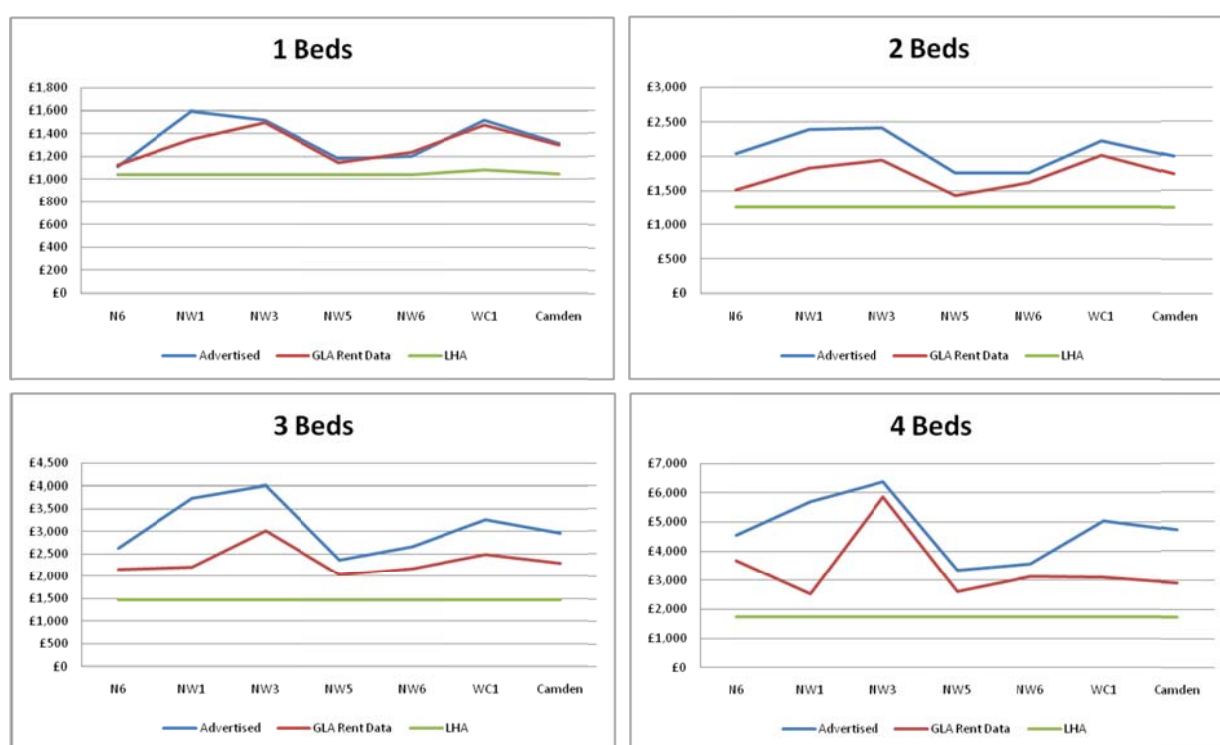 1 Beds
£1,800
£1,600
£1,400
£1,200
£1,000
£800
£600
£400
£200
£0
N6 NW1 NW3 NW5 NW6 WC1 Camden
Advertised GLA Rent Data LHA
2 Beds
£3,000
£2,500
£2,000
£1,500
£1,000
£500
£0
N6 NW1 NW3 NW5 NW6 WC1 Camden
Advertised GLA Rent Data LHA
3 Beds
£4,500
£4,000
£3,500
£3,000
£2,500
£2,000
£1,500
£1,000
£500
£0
N6 NW1 NW3 NW5 NW6 WC1 Camden
Advertised GLA Rent Data LHA
4 Beds
£7,000
£6,000
£5,000
£4,000
£3,000
£2,000
£1,000
£0
N6 NW1 NW3 NW5 NW6 WC1 Camden
Advertised GLA Rent Data LHA